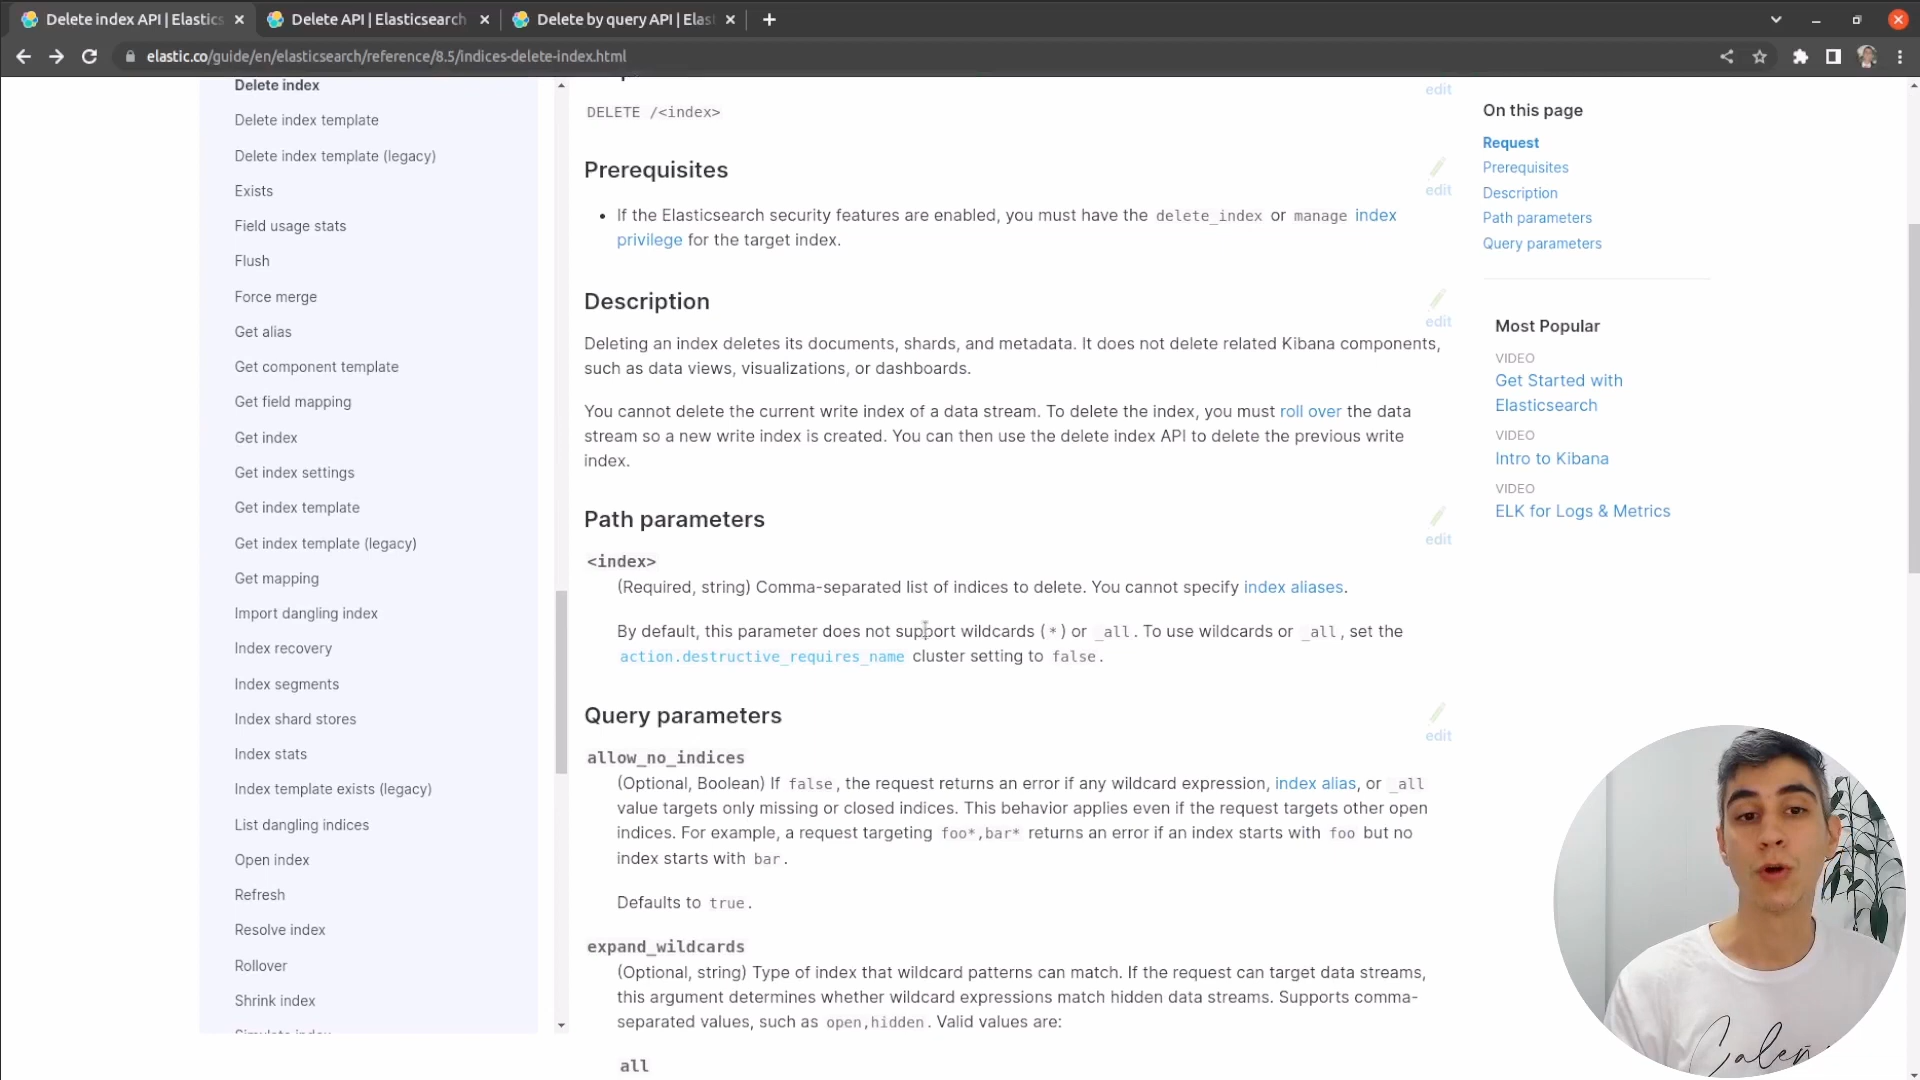 Delete index API | Elastics
Delete API | Elasticsearch
Delete by query API | Elas
elastic.co/guide/en/elasticsearch/reference/8.5/indices-delete-index.html
Delete index
Delete index template
Delete index template (legacy)
Exists
Field usage stats
Flush
Force merge
Get alias
Get component template
Get field mapping
Get index
Get index settings
Get index template
Get index template (legacy)
Get mapping
Import dangling index
Index recovery
Index segments
Index shard stores
Index stats
Index template exists (legacy)
List dangling indices
Open index
Refresh
Resolve index
Rollover
Shrink index
edit
DELETE /<index>
Prerequisites
edit
• If the Elasticsearch security features are enabled, you must have the delete_index or manage index
privilege for the target index.
Description
edit
Deleting an index deletes its documents, shards, and metadata. It does not delete related Kibana components,
such as data views, visualizations, or dashboards.
You cannot delete the current write index of a data stream. To delete the index, you must roll over the data
stream so a new write index is created. You can then use the delete index API to delete the previous write
index.
Path parameters
edit
<index>
(Required, string) Comma-separated list of indices to delete. You cannot specify index aliases.
By default, this parameter does not support wildcards (*) or _all. To use wildcards or _all, set the
action.destructive_requires_name cluster setting to false.
Query parameters
edit
allow_no_indices
(Optional, Boolean) If false, the request returns an error if any wildcard expression, index alias, or _all
value targets only missing or closed indices. This behavior applies even if the request targets other open
indices. For example, a request targeting foo*,bar* returns an error if an index starts with foo but no
index starts with bar.
Defaults to true.
expand_wildcards
(Optional, string) Type of index that wildcard patterns can match. If the request can target data streams,
this argument determines whether wildcard expressions match hidden data streams. Supports comma-
separated values, such as open,hidden. Valid values are:
all
On this page
Request
Prerequisites
Description
Path parameters
Query parameters
Most Popular
VIDEO
Get Started with
Elasticsearch
VIDEO
Intro to Kibana
VIDEO
ELK for Logs & Metrics